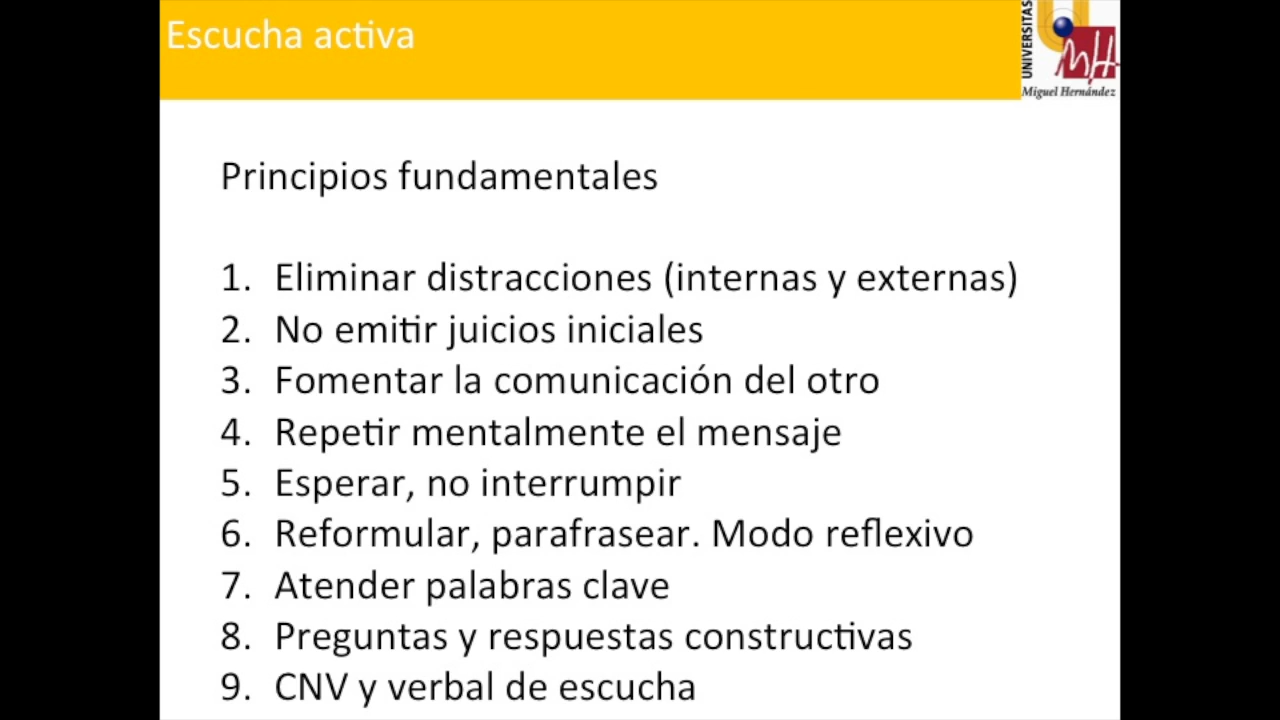 Escucha activa
UNIVERSITAS
Miguel Hernández
Principios fundamentales
1. Eliminar distracciones (internas y externas)
2. No emitir juicios iniciales
3. Fomentar la comunicación del otro
4. Repetir mentalmente el mensaje
5. Esperar, no interrumpir
6. Reformular, parafrasear. Modo reflexivo
7. Atender palabras clave
8. Preguntas y respuestas constructivas
9. CNV y verbal de escucha